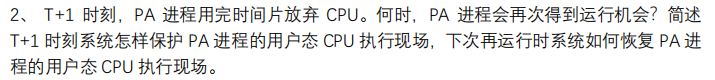 2、 T+1 时刻，PA 进程用完时间片放弃 CPU。何时，PA 进程会再次得到运行机会？简述
T+1 时刻系统怎样保护 PA 进程的用户态 CPU 执行现场，下次再运行时系统如何恢复 PA 进
程的用户态 CPU 执行现场。